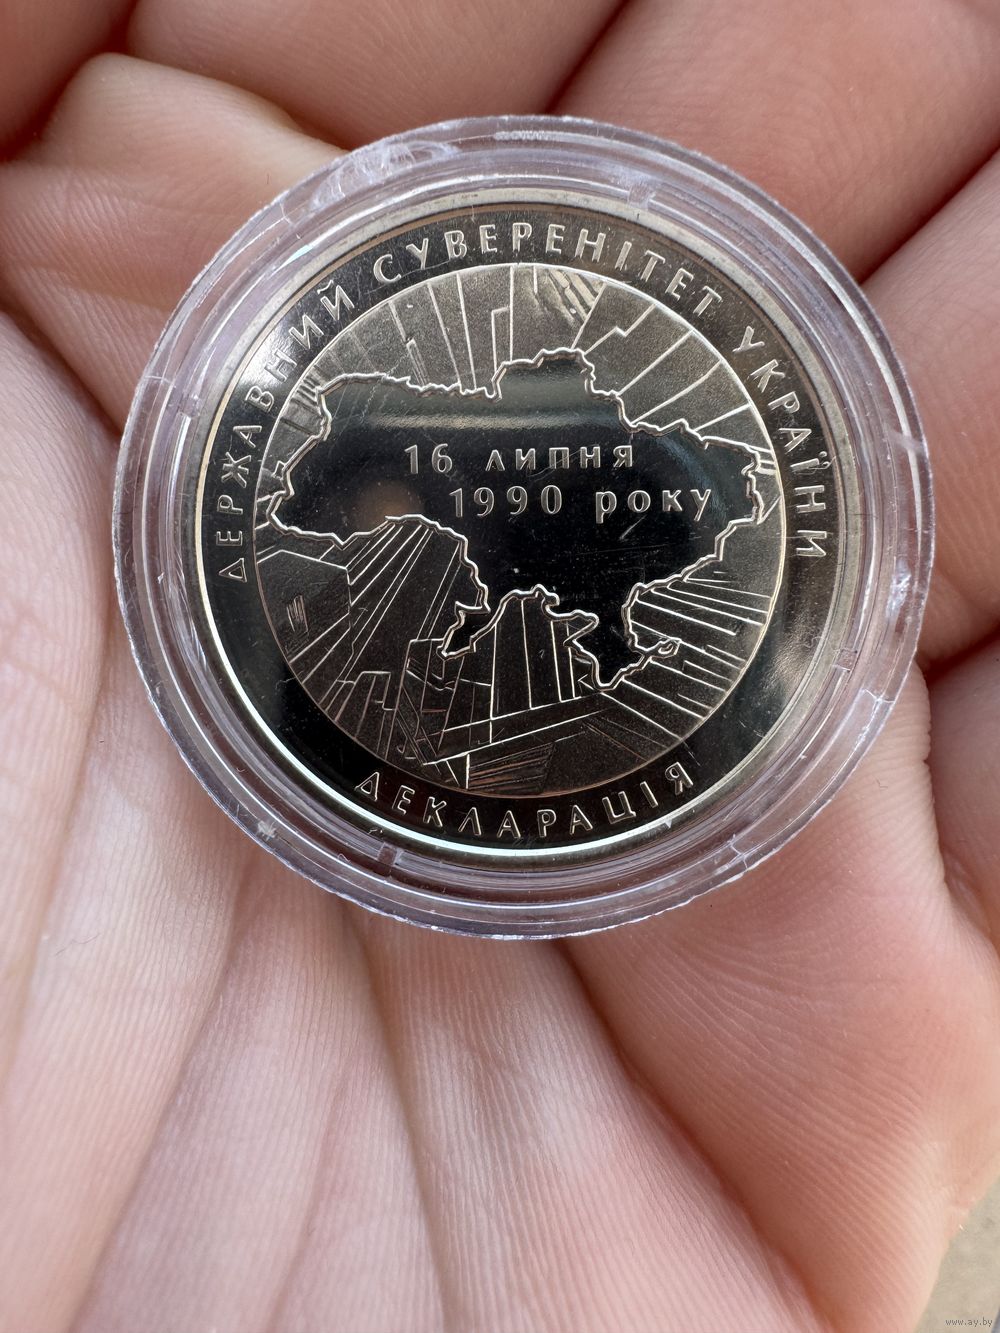 ДЕРЖАВНИЙ СУВЕРЕНІТЕТ УКРАЇНИ
16 липня
1990 року
ДЕКЛАРАЦІЯ
www.ay.by